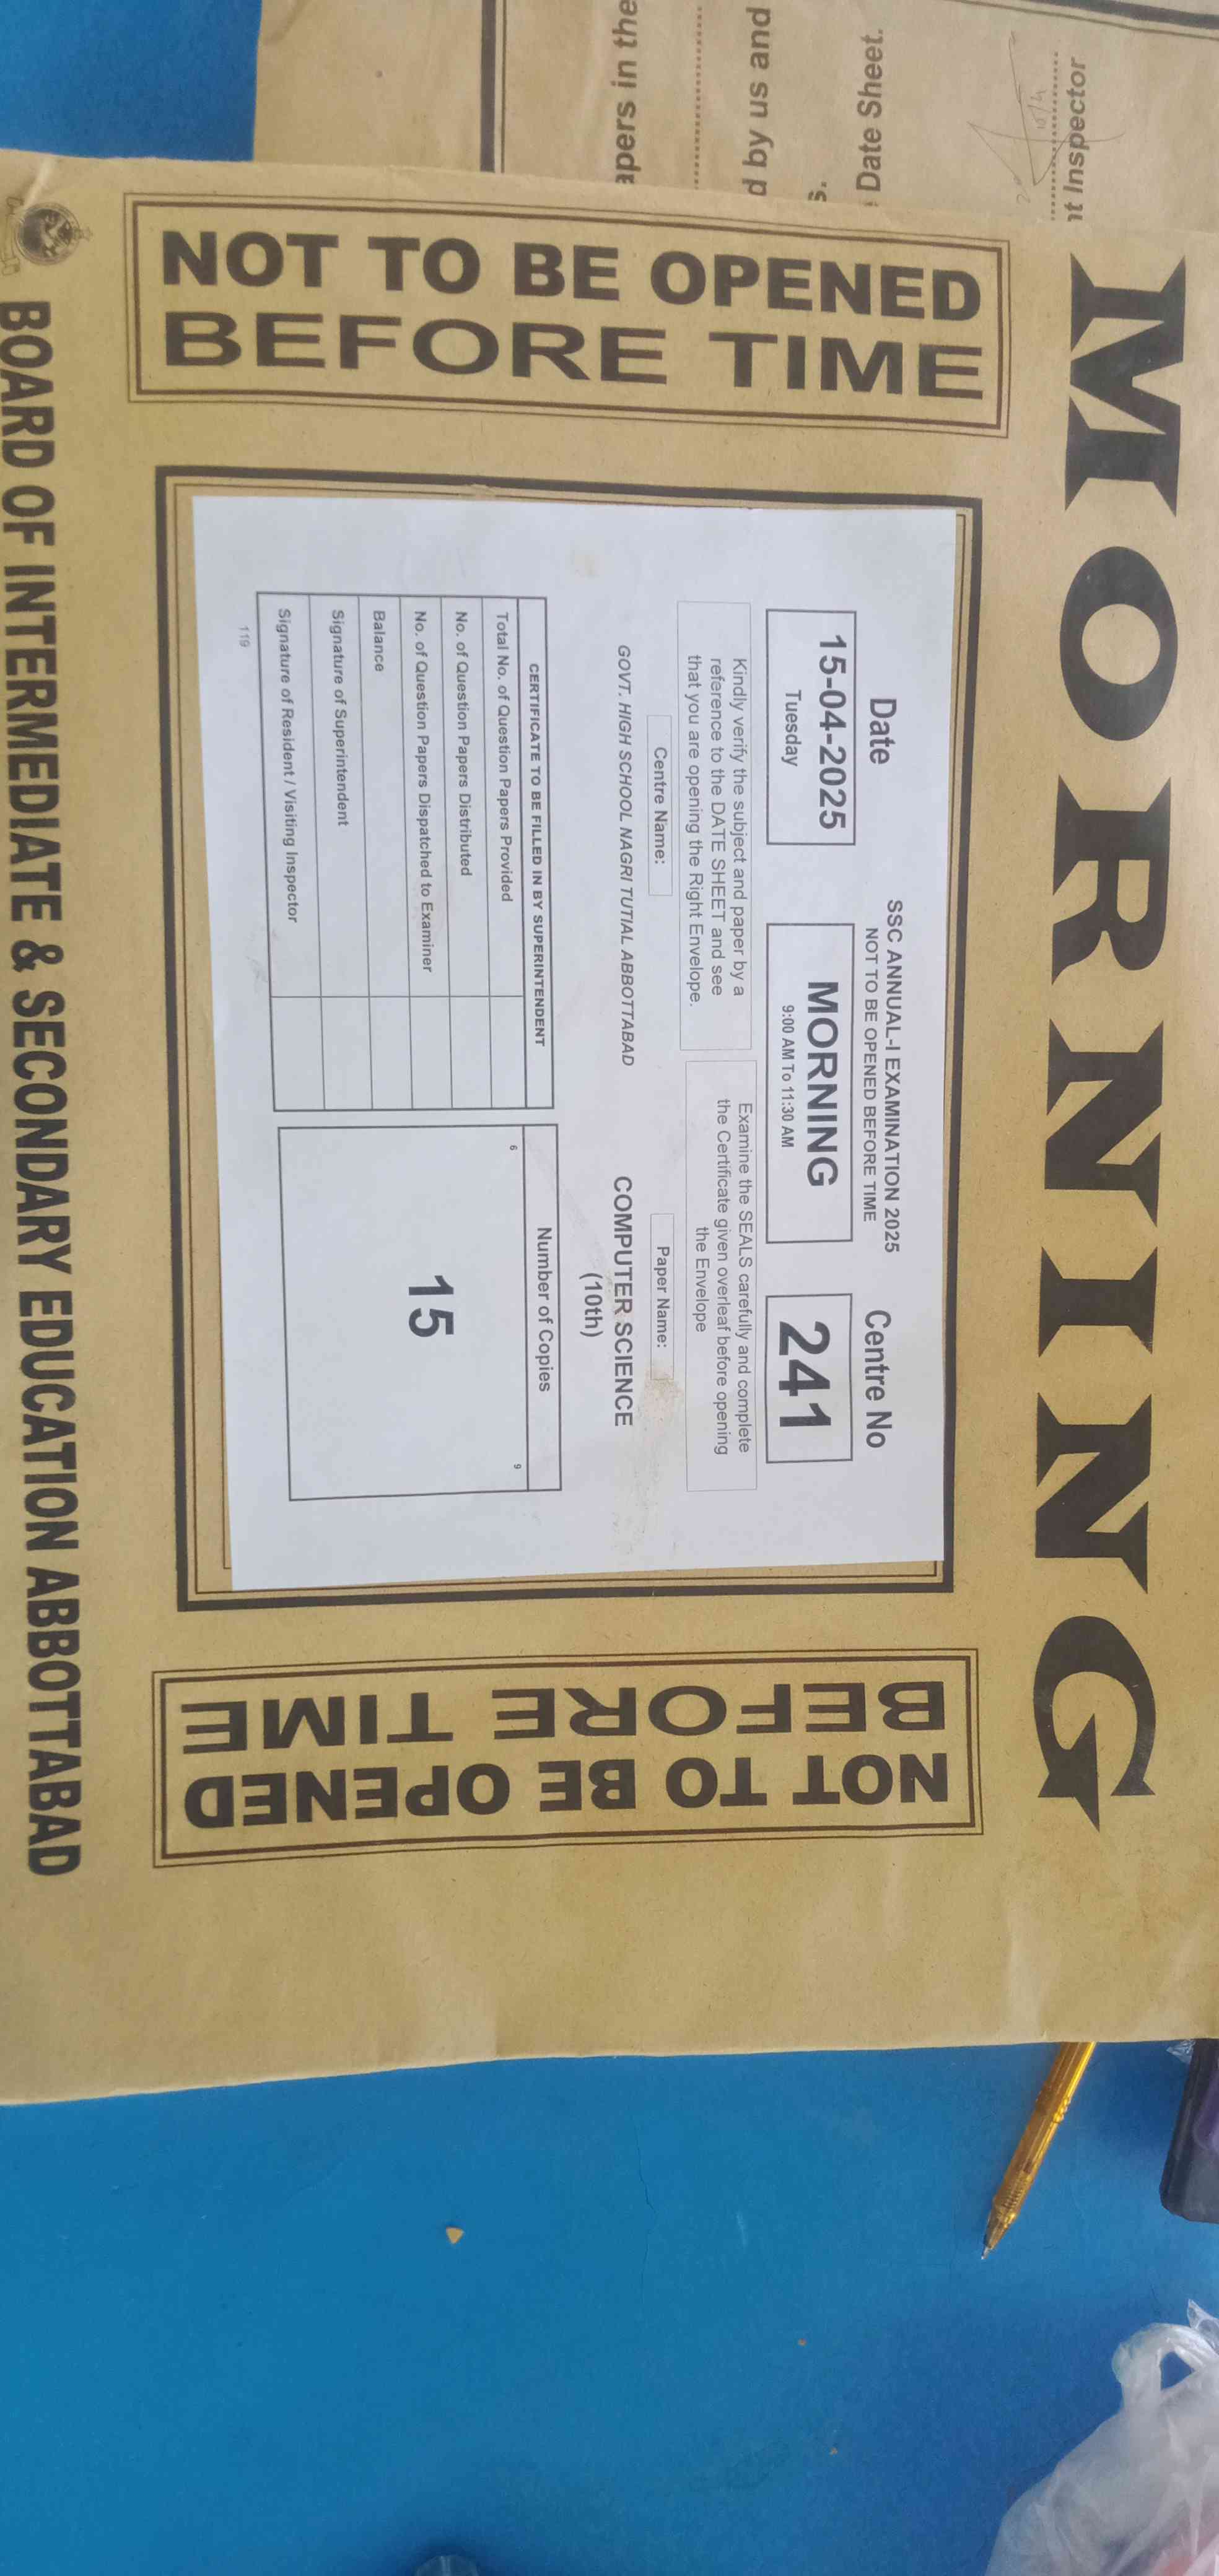 MORNING
NOT TO BE OPENED
BEFORE TIME
SSC ANNUAL-I EXAMINATION 2025
NOT TO BE OPENED BEFORE TIME
Date
15-04-2025
Tuesday
MORNING
9:00 AM To 11:30 AM
Centre No
241
Kindly verify the subject and paper by a
reference to the DATE SHEET and see
that you are opening the Right Envelope.
Examine the SEALS carefully and complete
the Certificate given overleaf before opening
the Envelope
Centre Name:
GOVT. HIGH SCHOOL NAGRI TUTIAL ABBOTTABAD
Paper Name:
COMPUTER SCIENCE
(10th)
CERTIFICATE TO BE FILLED IN BY SUPERINTENDENT
Total No. of Question Papers Provided
No. of Question Papers Distributed
No. of Question Papers Dispatched to Examiner
Balance
Signature of Superintendent
Signature of Resident / Visiting Inspector
119
Number of Copies
6
9
15
NOT TO BE OPENED
BEFORE TIME
BOARD OF INTERMEDIATE & SECONDARY EDUCATION ABBOTTABAD
Inspector
Date Sheet.
d by us and
apers in the